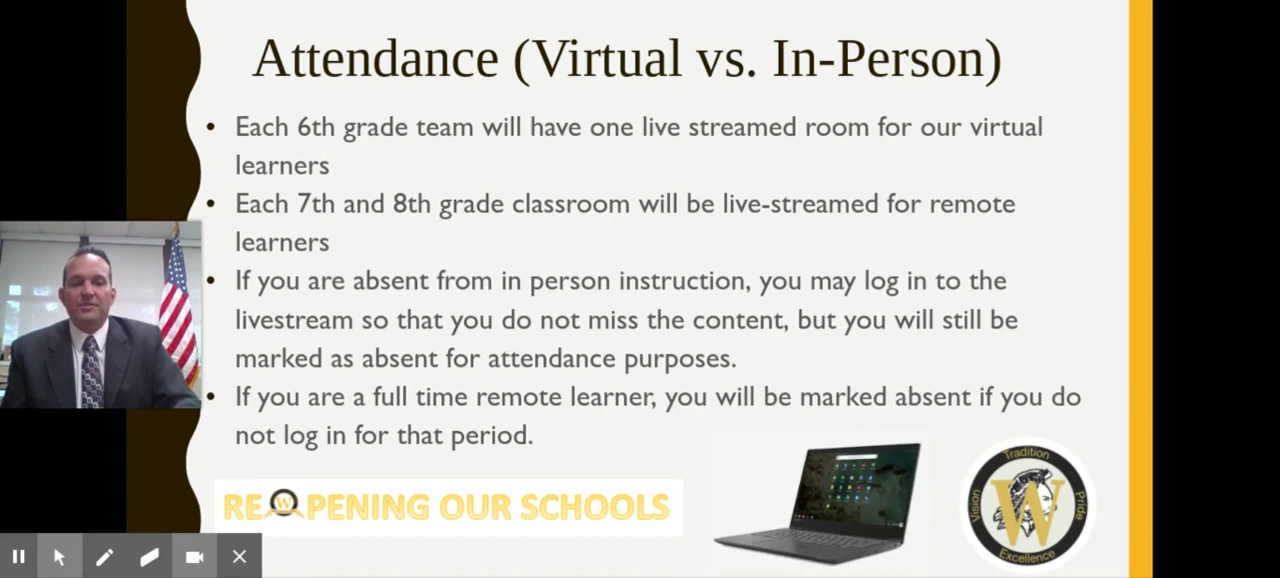 Attendance (Virtual vs. In-Person)
• Each 6th grade team will have one live streamed room for our virtual
learners
• Each 7th and 8th grade classroom will be live-streamed for remote
learners
• If you are absent from in person instruction, you may log in to the
livestream so that you do not miss the content, but you will still be
marked as absent for attendance purposes.
• If you are a full time remote learner, you will be marked absent if you do
not log in for that period.
REOPENING OUR SCHOOLS
Tradition
Vision
W
Pride
Excellence